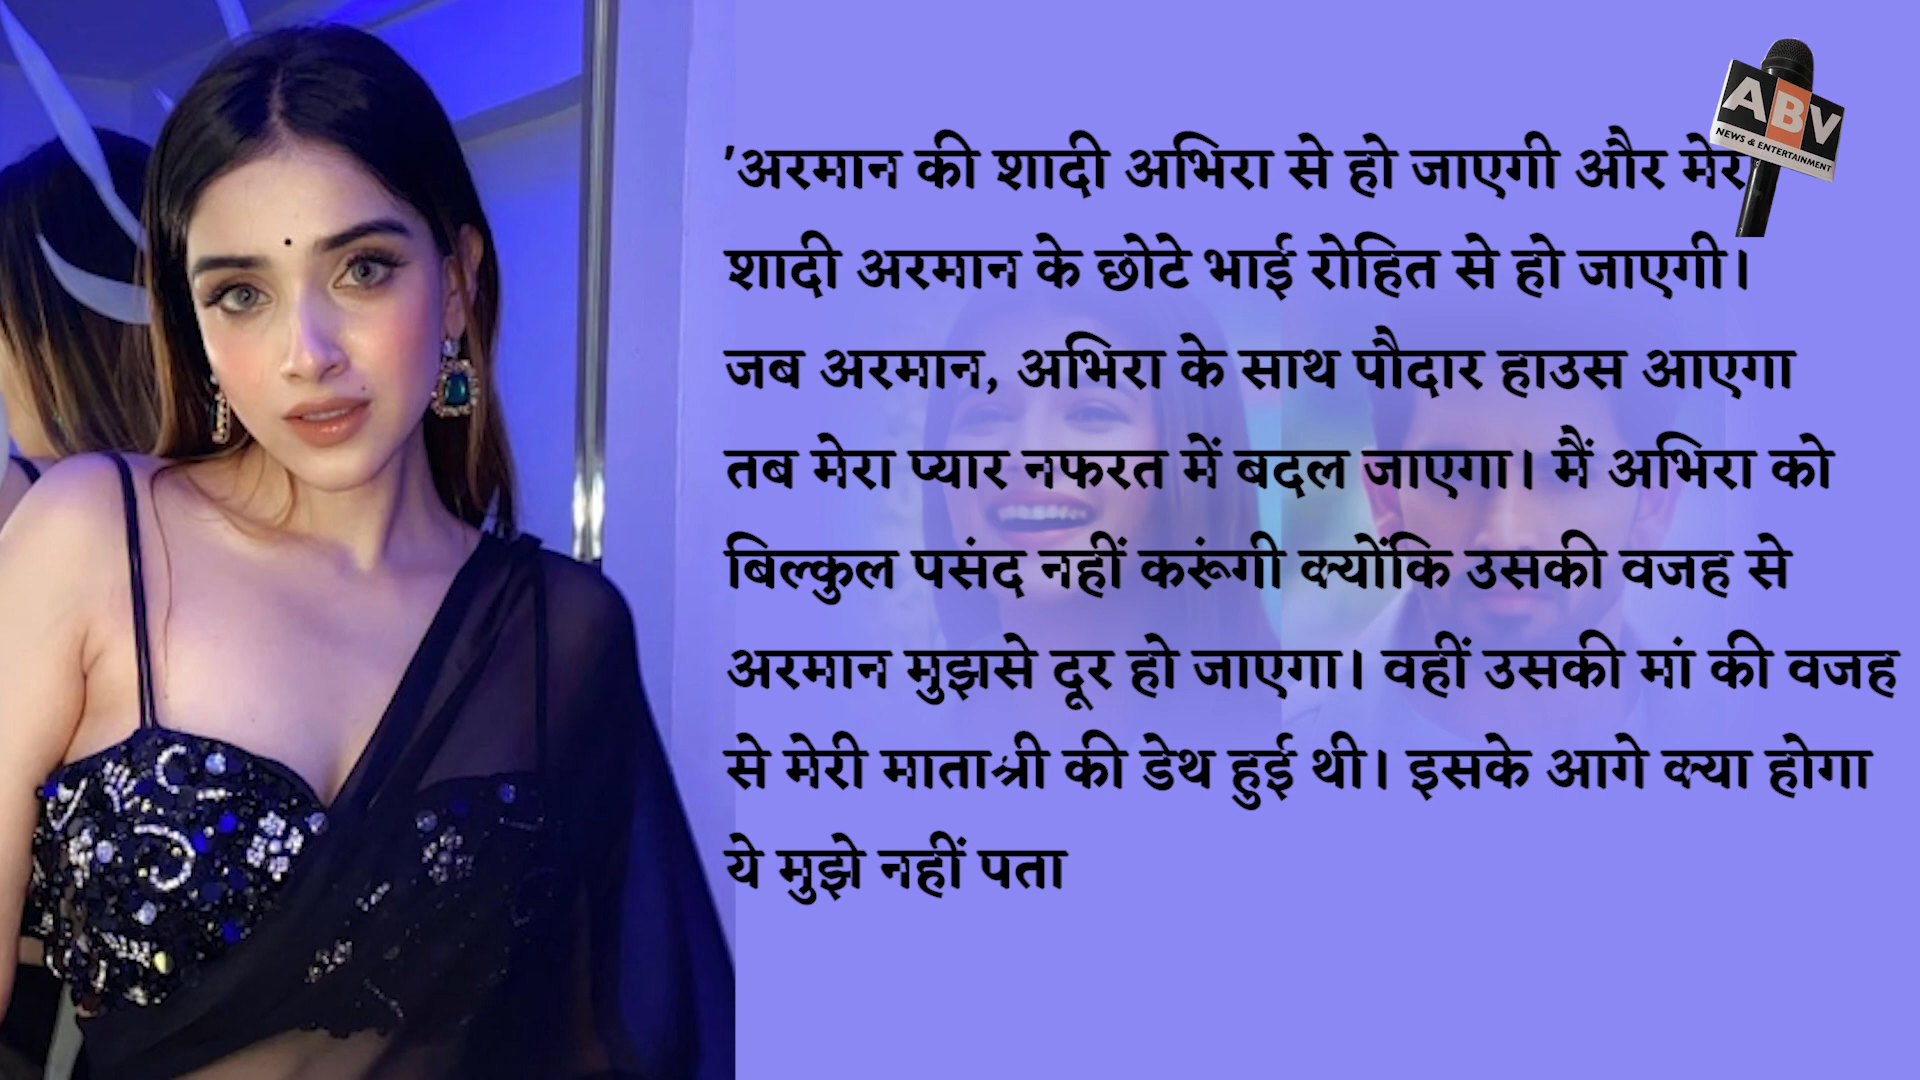 'अरमान की शादी अभिरा से हो जाएगी और मेर
शादी अरमान के छोटे भाई रोहित से हो जाएगी।
जब अरमान, अभिरा के साथ पौदार हाउस आएगा
तब मेरा प्यार नफरत में बदल जाएगा। मैं अभिरा को
बिल्कुल पसंद नहीं करूंगी क्योंकि उसकी वजह से
अरमान मुझसे दूर हो जाएगा। वहीं उसकी मां की वजह
से मेरी माताश्री की डेथ हुई थी। इसके आगे क्या होगा
ये मुझे नहीं पता
ABV
NEWS & ENTERTAINMENT